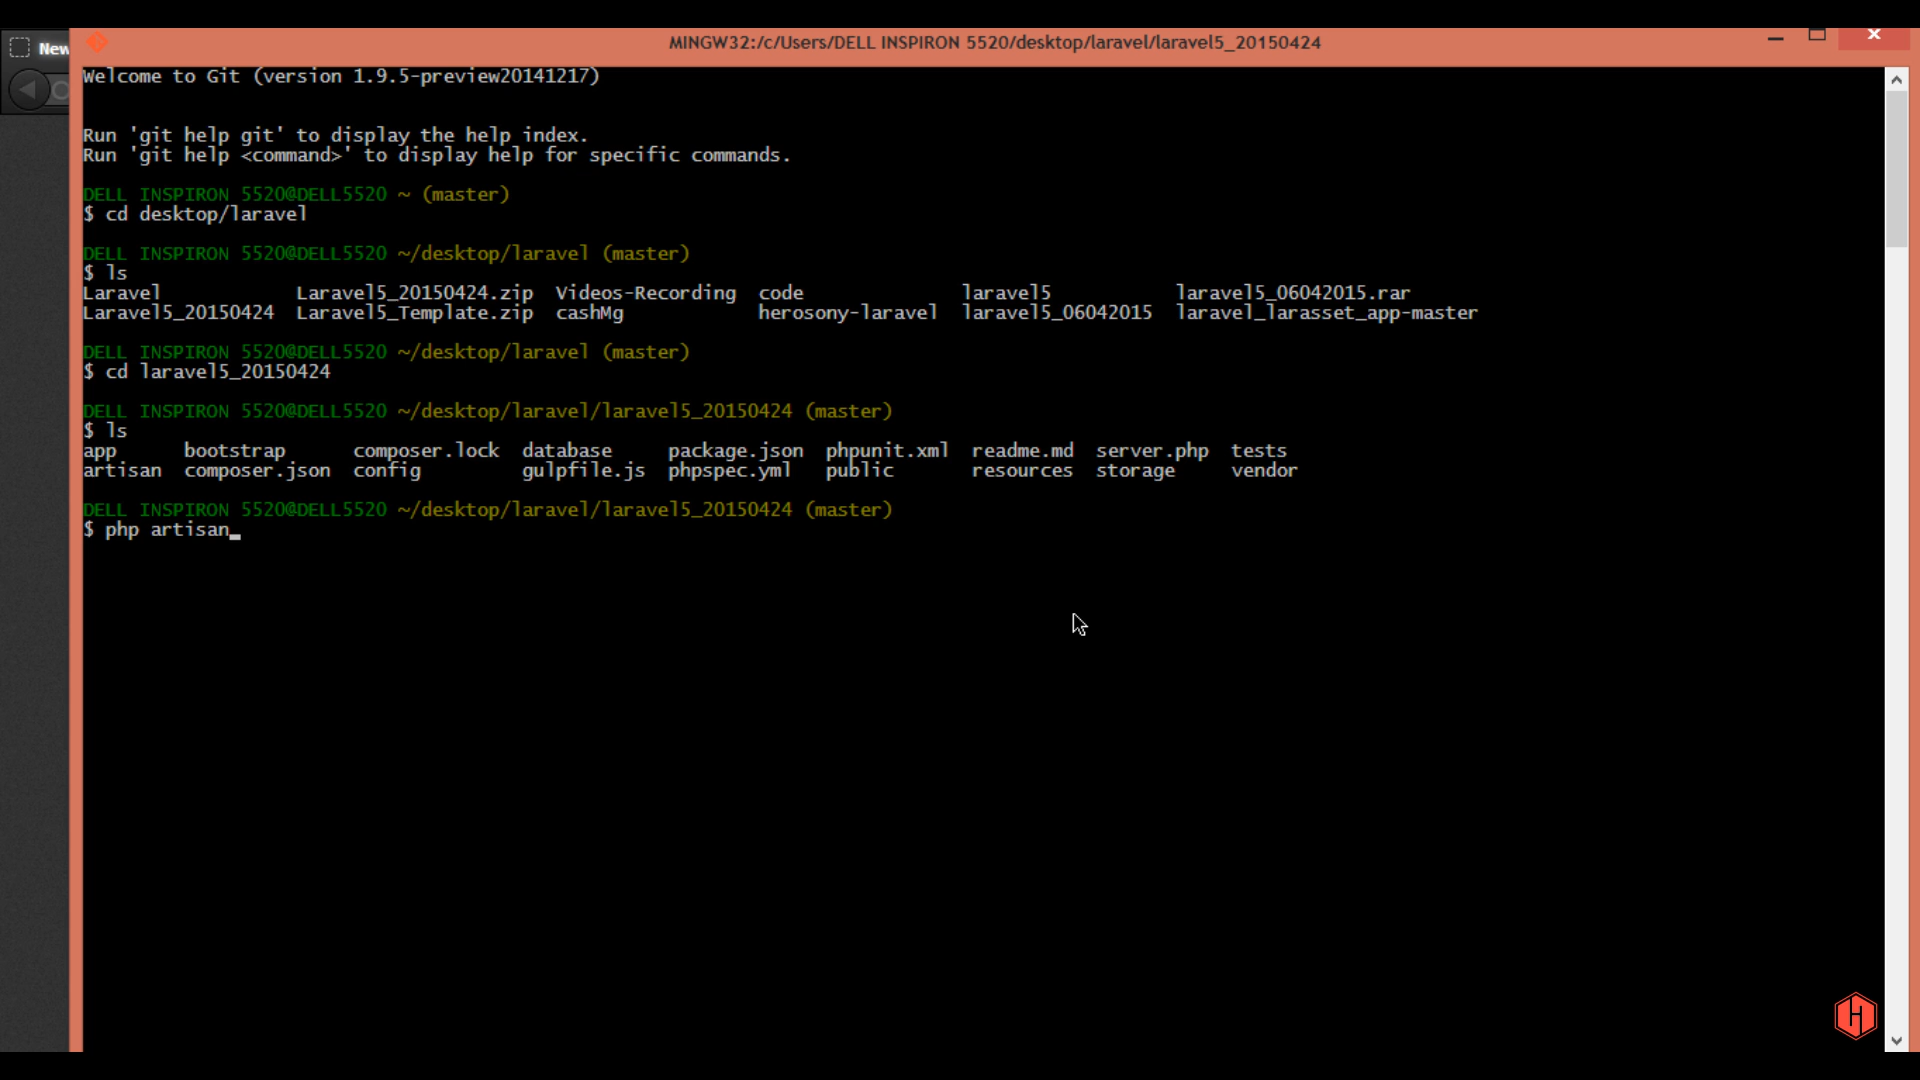 New
MINGW32:/c/Users/DELL INSPIRON 5520/desktop/laravel/laravel5_20150424
Welcome to Git (version 1.9.5-preview20141217)
Run 'git help git' to display the help index.
Run 'git help <command>' to display help for specific commands.
DELL INSPIRON 5520@DELL5520 ~ (master)
$ cd desktop/laravel
DELL INSPIRON 5520@DELL5520 ~/desktop/laravel (master)
$ ls
Laravel Laravel5_20150424.zip Videos-Recording code laravel5 laravel5_06042015.rar
Laravel5_20150424 Laravel5_Template.zip cashMg herosony-laravel laravel5_06042015 laravel_larasset_app-master
DELL INSPIRON 5520@DELL5520 ~/desktop/laravel (master)
$ cd laravel5_20150424
DELL INSPIRON 5520@DELL5520 ~/desktop/laravel/laravel5_20150424 (master)
$ ls
app bootstrap composer.lock database package.json phpunit.xml readme.md server.php tests
artisan composer.json config gulpfile.js phpspec.yml public resources storage vendor
DELL INSPIRON 5520@DELL5520 ~/desktop/laravel/laravel5_20150424 (master)
$ php artisan
H